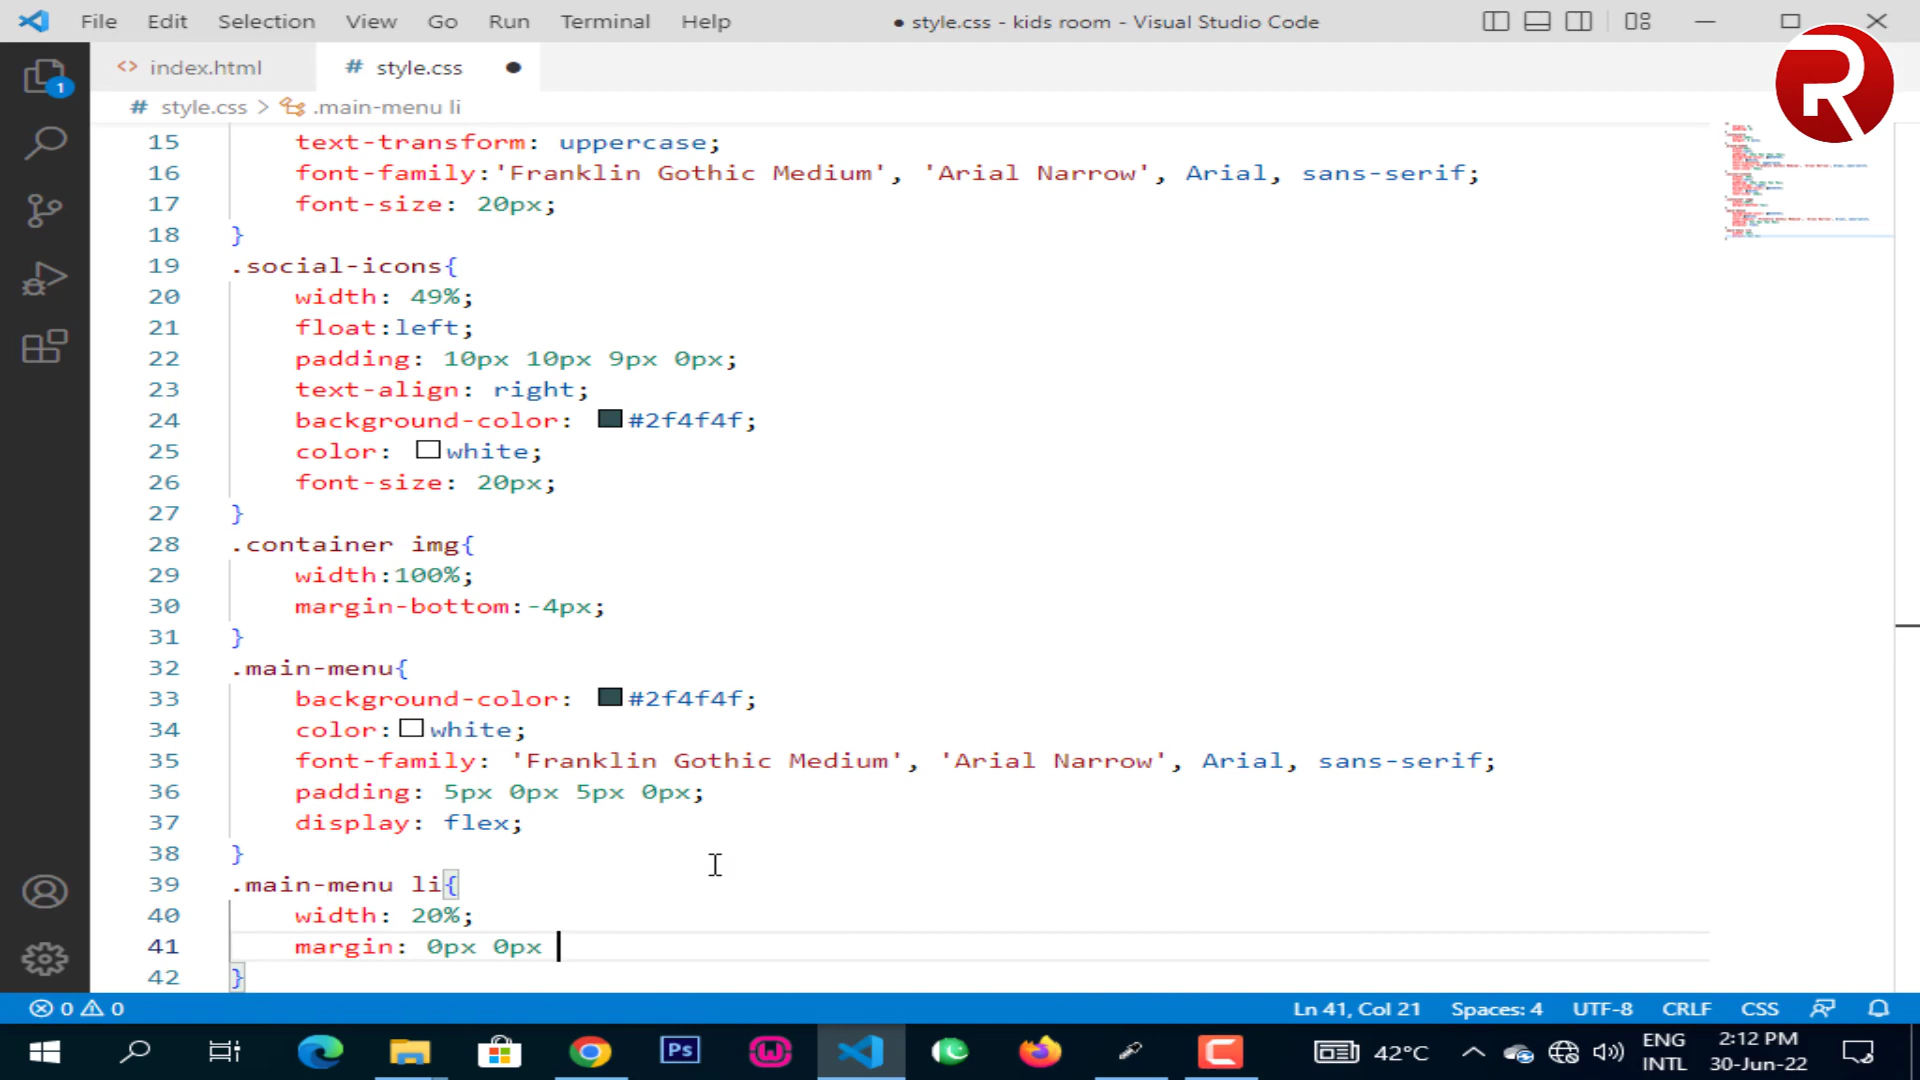 File Edit Selection View Go Run Terminal Help ● style.css - kids room - Visual Studio Code
<> index.html # style.css ●
# style.css > .main-menu li
R
1
15 text-transform: uppercase;
16 font-family:'Franklin Gothic Medium', 'Arial Narrow', Arial, sans-serif;
17 font-size: 20px;
18 }
19 .social-icons{
20 width: 49%;
21 float:left;
22 padding: 10px 10px 9px 0px;
23 text-align: right;
24 background-color: #2f4f4f;
25 color: white;
26 font-size: 20px;
27 }
28 .container img{
29 width:100%;
30 margin-bottom:-4px;
31 }
32 .main-menu{
33 background-color: #2f4f4f;
34 color:white;
35 font-family: 'Franklin Gothic Medium', 'Arial Narrow', Arial, sans-serif;
36 padding: 5px 0px 5px 0px;
37 display: flex;
38 }
39 .main-menu li{
40 width: 20%;
41 margin: 0px 0px
42 }
0 0 Ln 41, Col 21 Spaces: 4 UTF-8 CRLF CSS
Ps 42°C ENG 2:12 PM
INTL 30-Jun-22